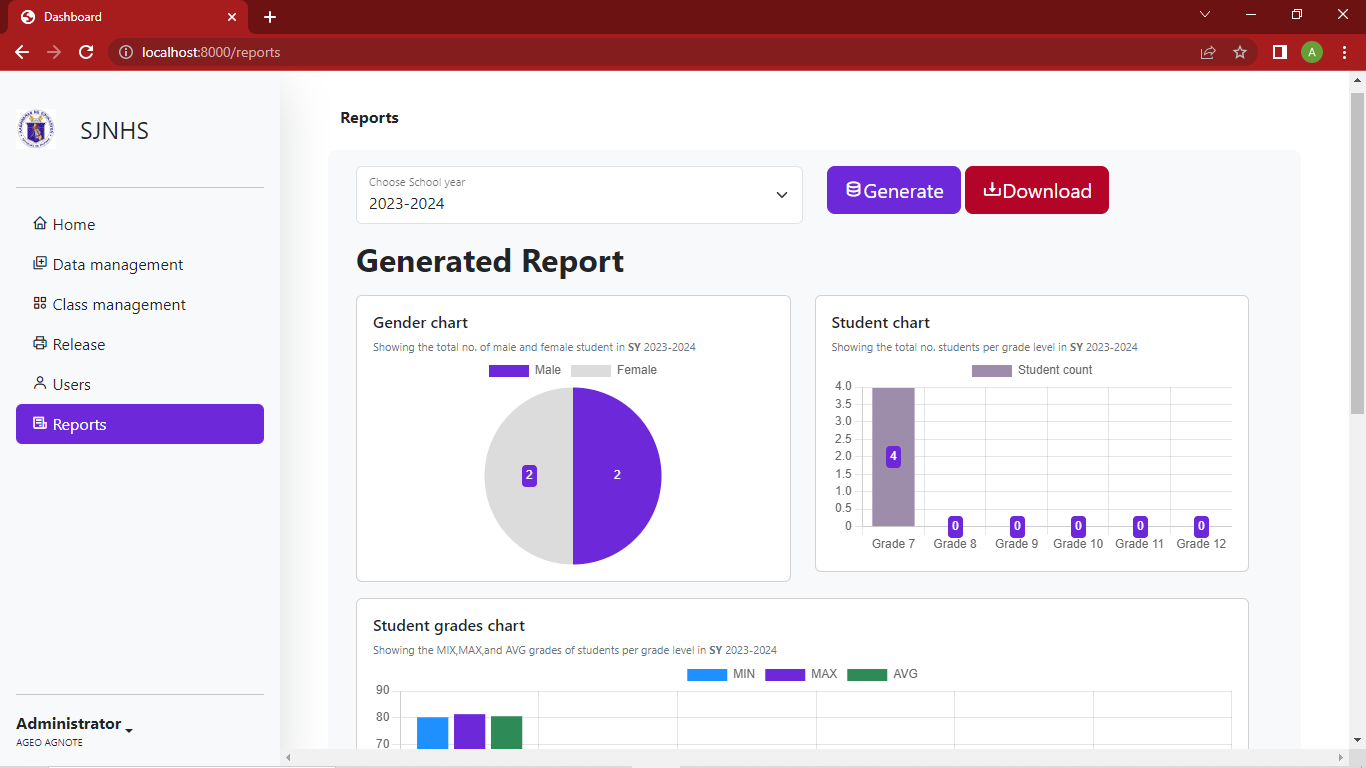 Dashboard
localhost:8000/reports
A
SJNHS
Home
Data management
Class management
Release
Users
Reports
Administrator
AGEO AGNOTE
Reports
Choose School year
2023-2024
Generate
Download
Generated Report
Gender chart
Showing the total no. of male and female student in SY 2023-2024
Male Female
2 2
Student chart
Showing the total no. students per grade level in SY 2023-2024
Student count
4.0
3.5
3.0
2.5
2.0
1.5
1.0
0.5
0
4 0 0 0 0 0
Grade 7 Grade 8 Grade 9 Grade 10 Grade 11 Grade 12
Student grades chart
Showing the MIX,MAX,and AVG grades of students per grade level in SY 2023-2024
MIN MAX AVG
90
80
70